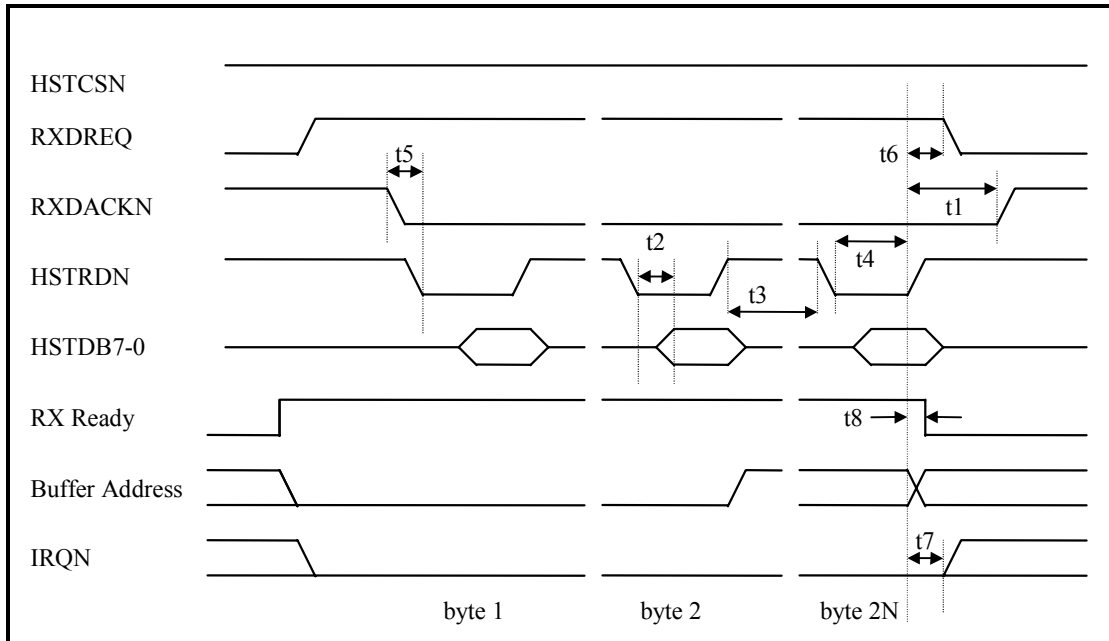 HSTCSN
RXDREQ
t6
t5
RXDACKN
t1
t2
t4
HSTRDN
t3
HSTDB7-0
RX Ready
t8
Buffer Address
t7
IRQN
byte 1 byte 2 byte 2N